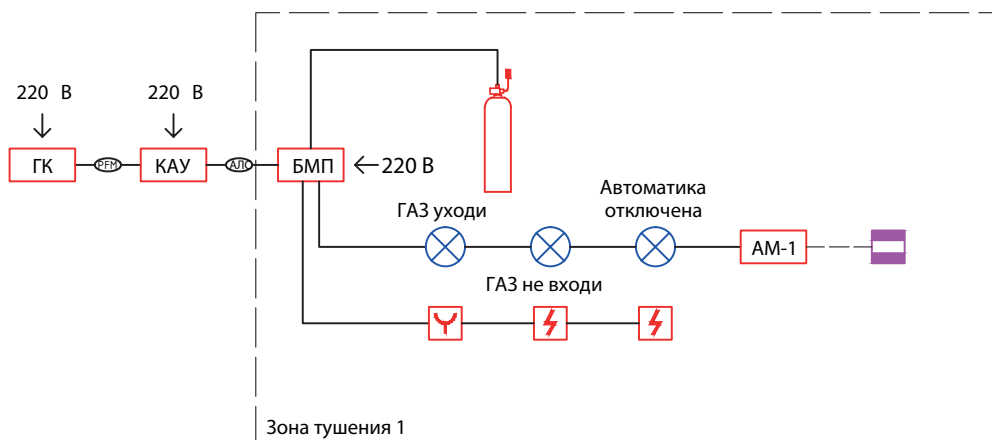 220 В
220 В
ГК
PFM
КАУ
АЛС
БМП
220 В
ГАЗ уходи
Автоматика
отключена
АМ-1
ГАЗ не входи
Зона тушения 1